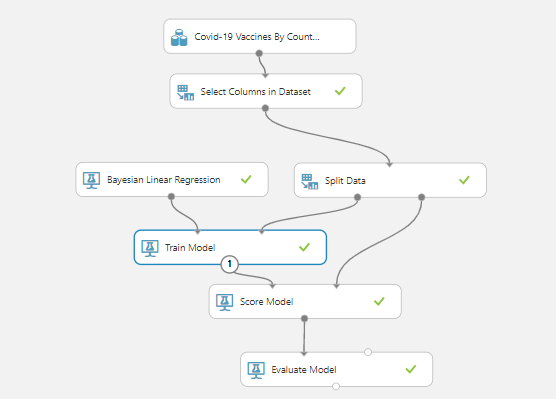 Covid-19 Vaccines By Count...
Select Columns in Dataset
Bayesian Linear Regression
Split Data
Train Model
1
Score Model
Evaluate Model